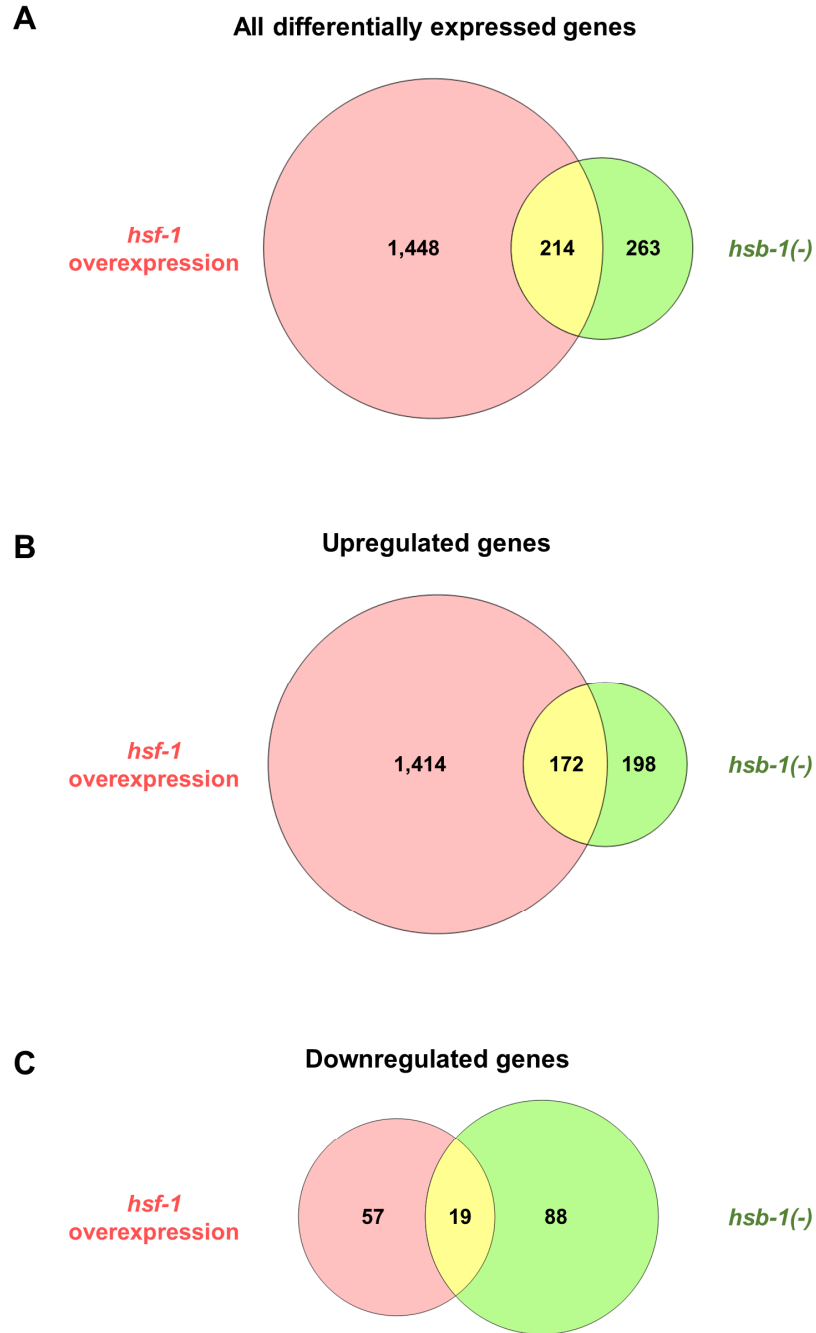 A
All differentially expressed genes
hsf-1
overexpression
1,448
214
263
hsb-1(-)
B
Upregulated genes
hsf-1
overexpression
1,414
172
198
hsb-1(-)
C
Downregulated genes
hsf-1
overexpression
57
19
88
hsb-1(-)